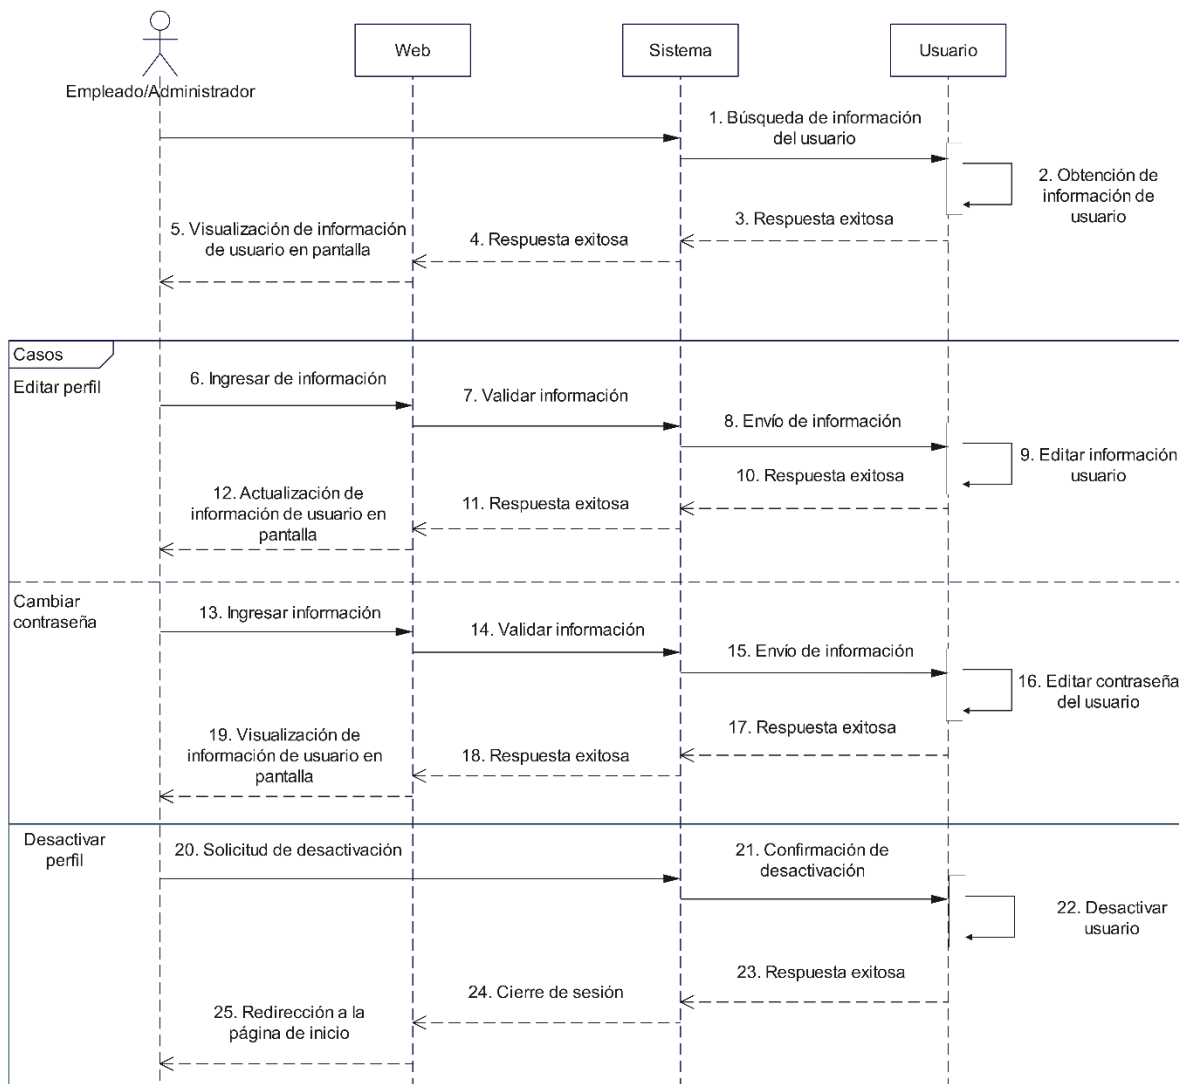 Web
Sistema
Usuario
Empleado/Administrador
1. Búsqueda de información
del usuario
2. Obtención de
información de
usuario
3. Respuesta exitosa
4. Respuesta exitosa
5. Visualización de información
de usuario en pantalla
Casos
Editar perfil
6. Ingresar de información
7. Validar información
8. Envío de información
9. Editar información
usuario
10. Respuesta exitosa
11. Respuesta exitosa
12. Actualización de
información de usuario en
pantalla
Cambiar
contraseña
13. Ingresar información
14. Validar información
15. Envío de información
16. Editar contraseña
del usuario
17. Respuesta exitosa
18. Respuesta exitosa
19. Visualización de
información de usuario en
pantalla
Desactivar
perfil
20. Solicitud de desactivación
21. Confirmación de
desactivación
22. Desactivar
usuario
23. Respuesta exitosa
24. Cierre de sesión
25. Redirección a la
página de inicio